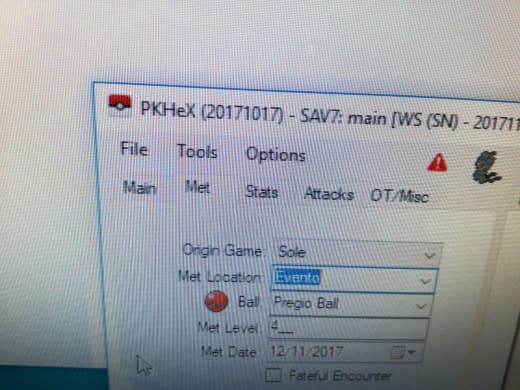 PKHeX (20171017) - SAV7: main [WS (SN) - 201711
File Tools Options
Main Met Stats Attacks OT/Misc
Origin Game: Sole
Met Location: Evento
Ball: Pregio Ball
Met Level: 4__
Met Date: 12/11/2017
Fateful Encounter